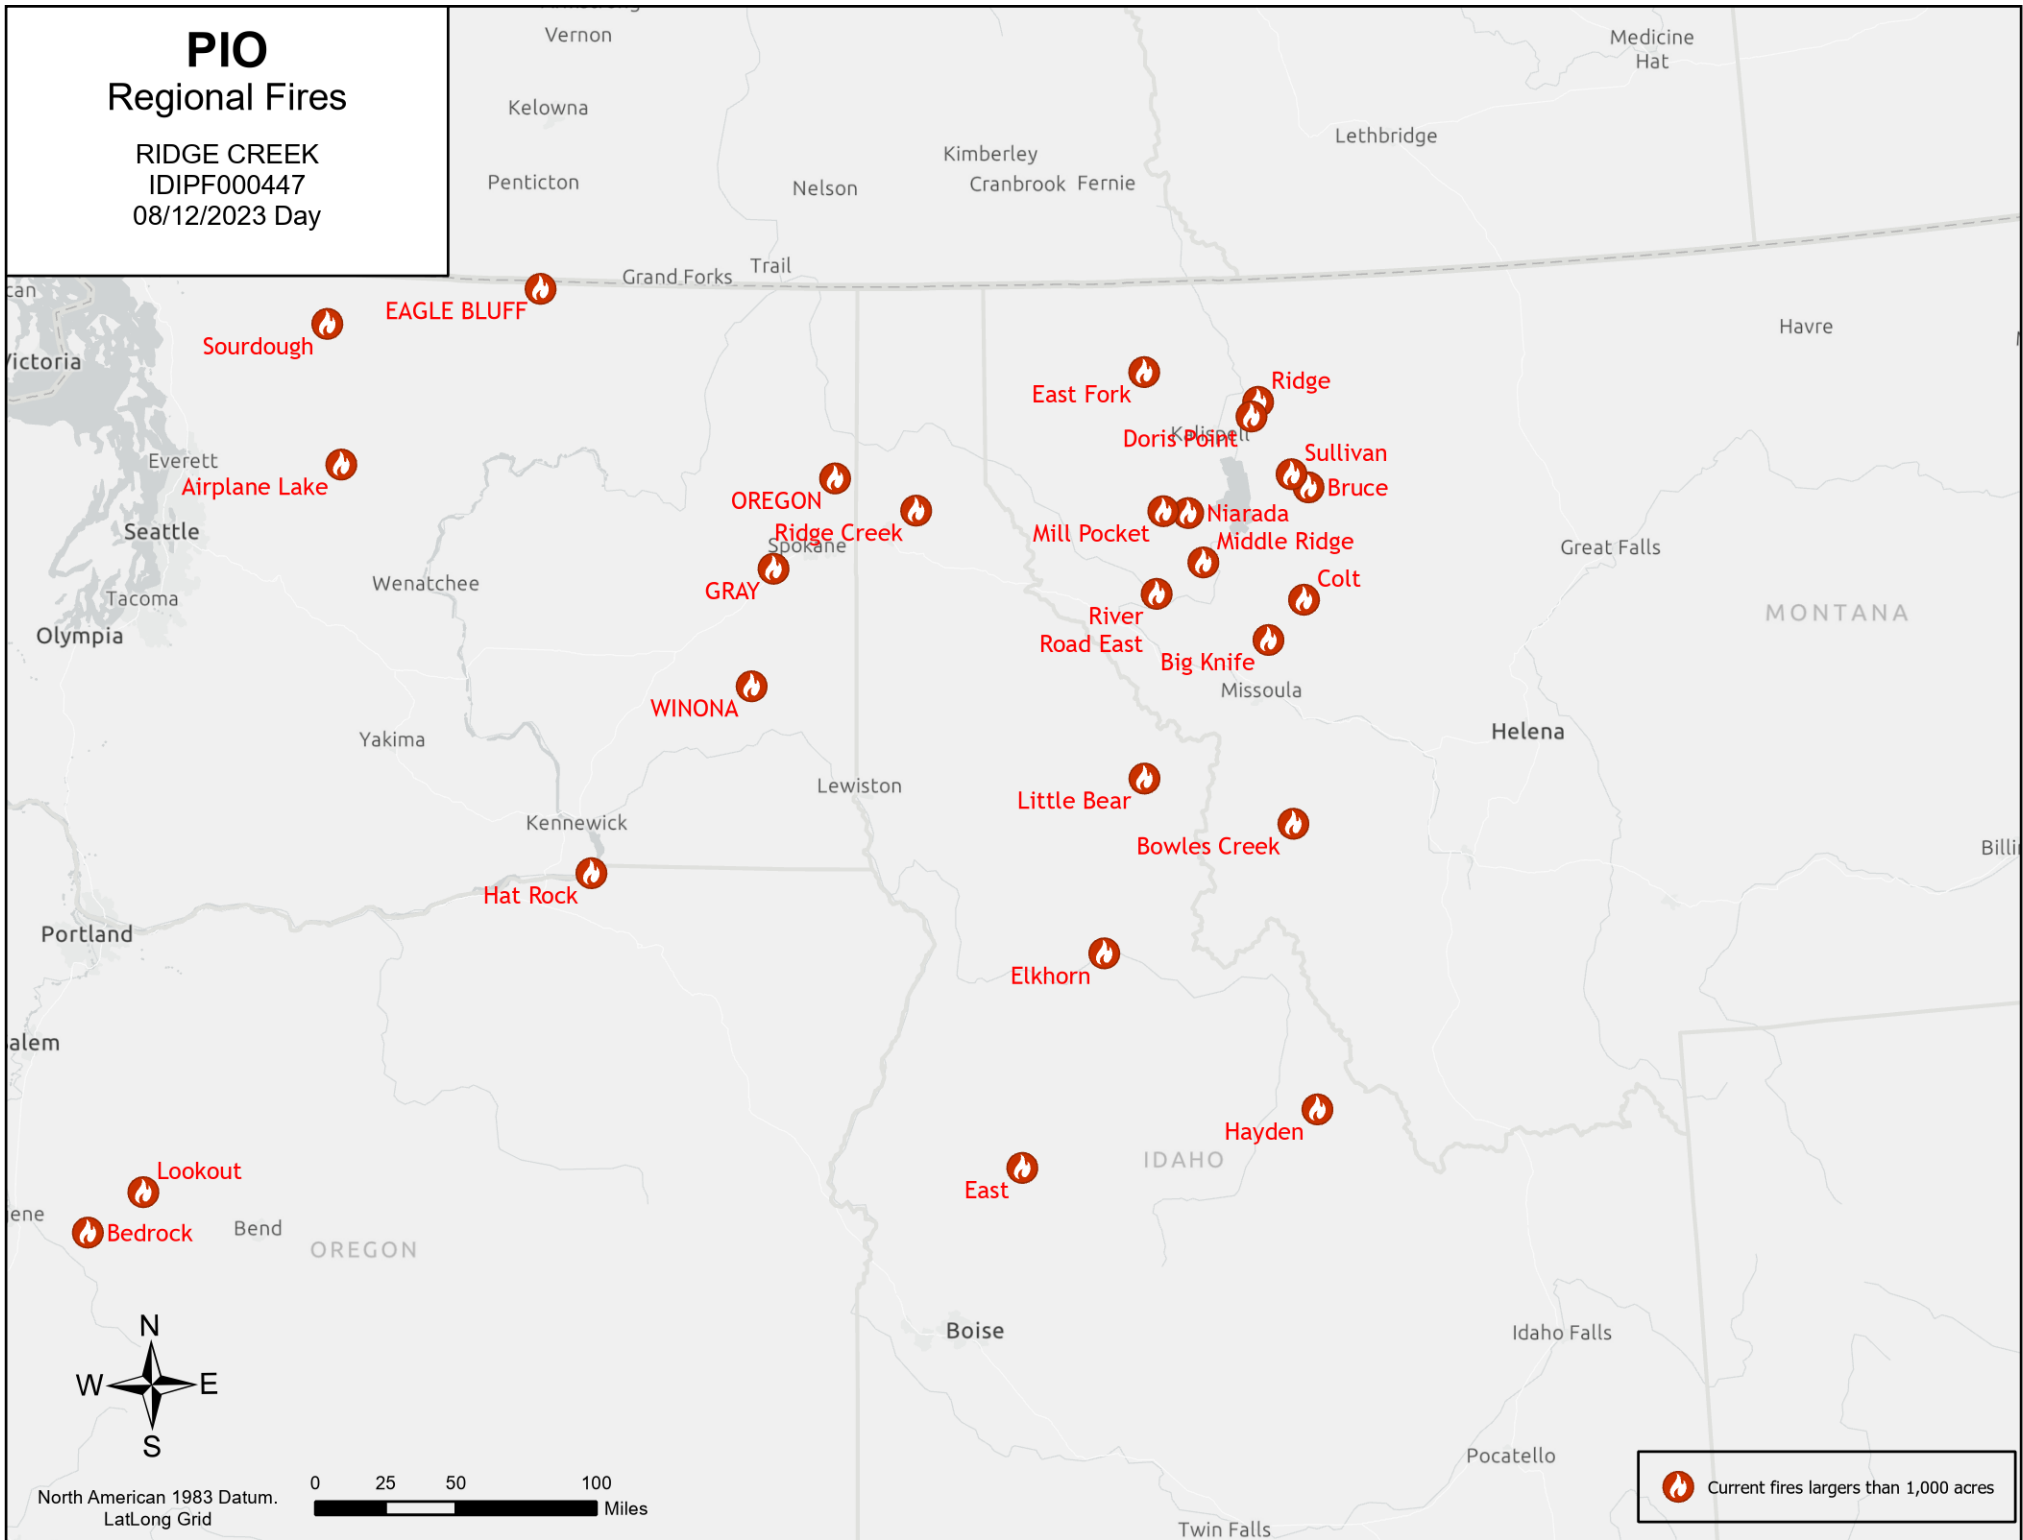 PIO
Regional Fires
RIDGE CREEK
IDIPF000447
08/12/2023 Day
Vernon
Kelowna
Penticton
Nelson
Kimberley
Cranbrook
Fernie
Medicine
Hat
Lethbridge
Grand Forks
Trail
EAGLE BLUFF
Sourdough
Victoria
Havre
East Fork
Ridge
Doris Point
Kalispell
Sullivan
Bruce
Everett
Airplane Lake
OREGON
Ridge Creek
Spokane
Mill Pocket
Niarada
Middle Ridge
Seattle
Great Falls
Wenatchee
GRAY
Colt
Tacoma
River
Road East
MONTANA
Olympia
Big Knife
Missoula
WINONA
Helena
Yakima
Lewiston
Little Bear
Kennewick
Bowles Creek
Billi
Hat Rock
Portland
Elkhorn
alem
Hayden
IDAHO
East
Lookout
ene
Bedrock
Bend
OREGON
Boise
Idaho Falls
N
W
E
S
Pocatello
Twin Falls
0 25 50 100
Miles
North American 1983 Datum.
LatLong Grid
Current fires largers than 1,000 acres